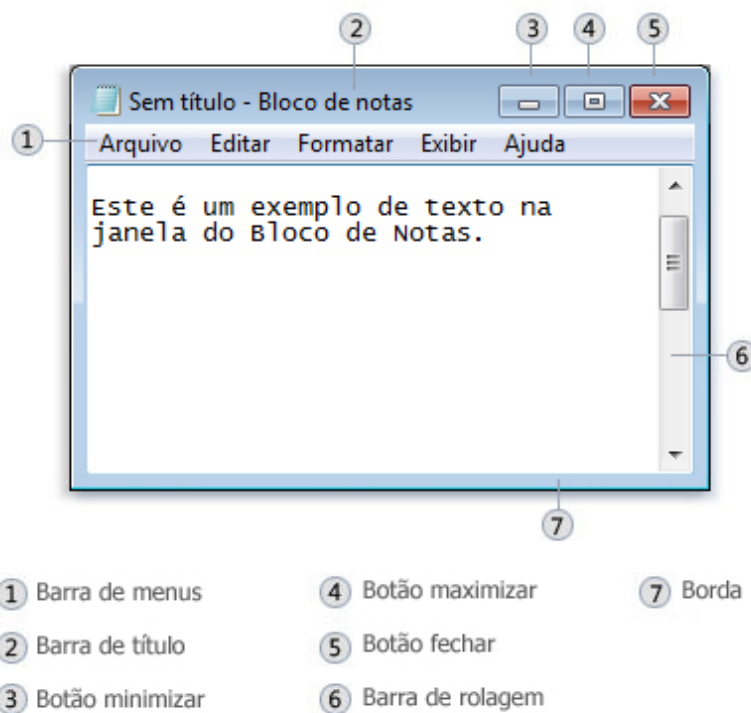 2 3 4 5
Sem título - Bloco de notas
1
Arquivo Editar Formatar Exibir Ajuda
Este é um exemplo de texto na
janela do Bloco de Notas.
6
7
1 Barra de menus
2 Barra de título
3 Botão minimizar
4 Botão maximizar
5 Botão fechar
6 Barra de rolagem
7 Borda